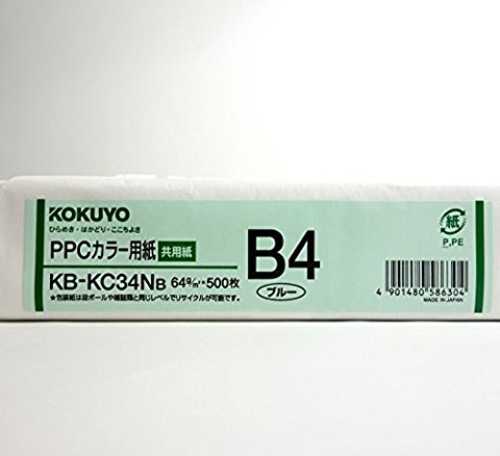 KOKUYO
ひらめき・はかどり・ここちよさ
PPCカラー用紙 共用紙
KB-KC34NB 64g/㎡・500枚
★包装紙は段ボールや雑誌類と同じレベルでリサイクルが可能です。
B4
ブルー
紙
P,PE
4 901480 586304
MADE IN JAPAN